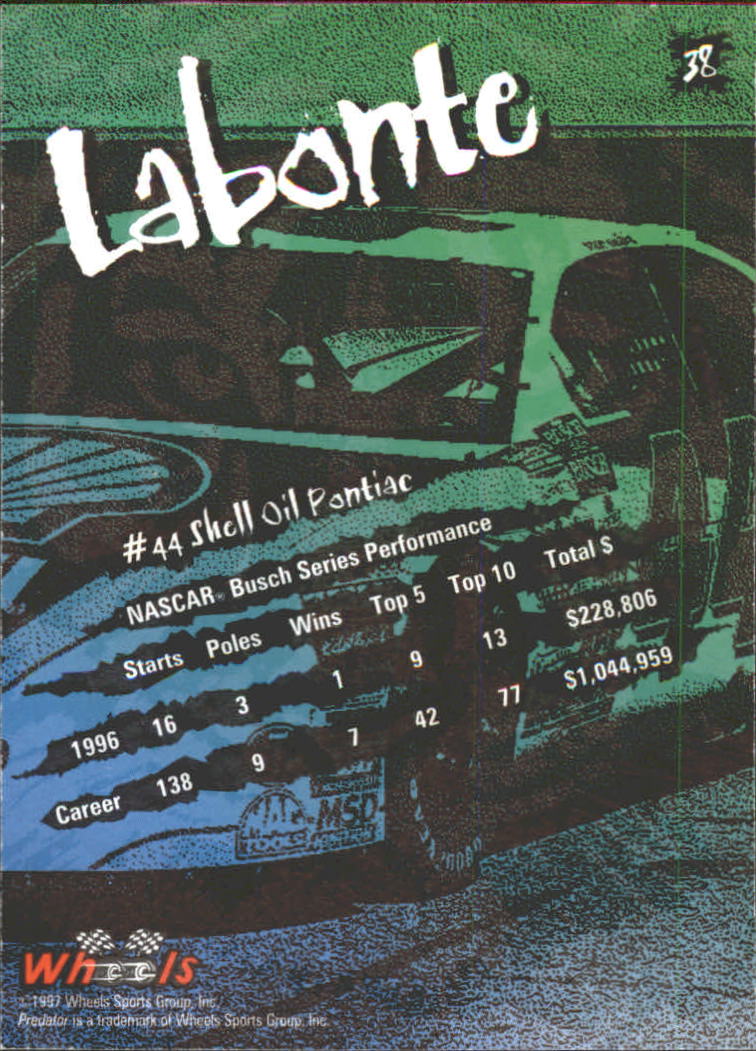 38
Labonte
#44 Shell Oil Pontiac
NASCAR® Busch Series Performance
Starts Poles Wins Top 5 Top 10 Total $
1996 16 3 1 9 13 $228,806
Career 138 9 7 42 77 $1,044,959
MSD
TOOLS
Wheels
© 1997 Wheels Sports Group, Inc.
Predator is a trademark of Wheels Sports Group, Inc.